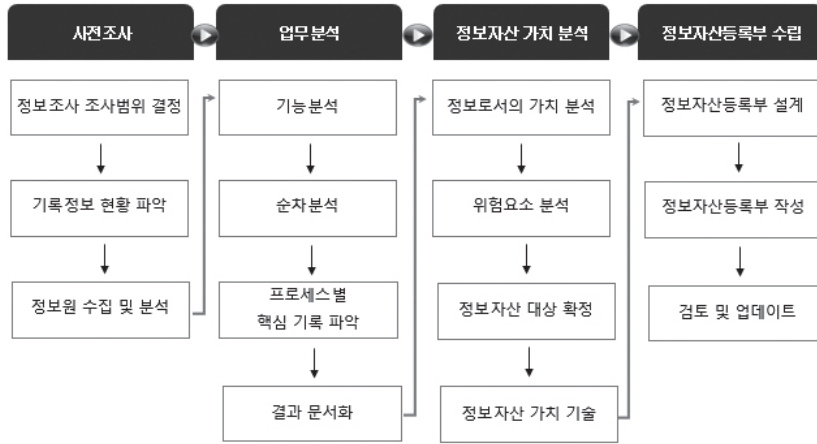 사전조사
정보조사 조사범위 결정
기록정보 현황 파악
정보원 수집 및 분석
업무분석
기능분석
순차분석
프로세스별
핵심 기록 파악
결과 문서화
정보자산 가치 분석
정보로서의 가치 분석
위험요소 분석
정보자산 대상 확정
정보자산 가치 기술
정보자산등록부 수립
정보자산등록부 설계
정보자산등록부 작성
검토 및 업데이트